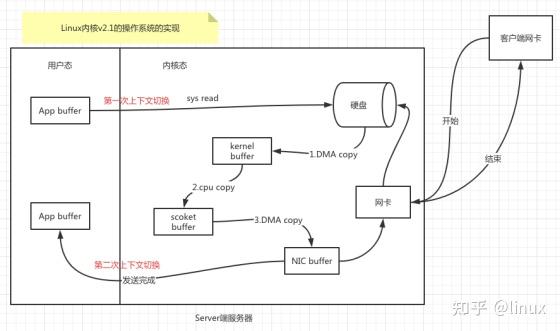 Linux内核v2.1的操作系统的实现
客户端网卡
用户态
内核态
第一次上下文切换
sys read
App buffer
硬盘
开始
kernel
buffer
1.DMA copy
结束
2.cpu copy
网卡
App buffer
scoket
buffer
3.DMA copy
第二次上下文切换
NIC buffer
发送完成
Server端服务器
知乎 @linux